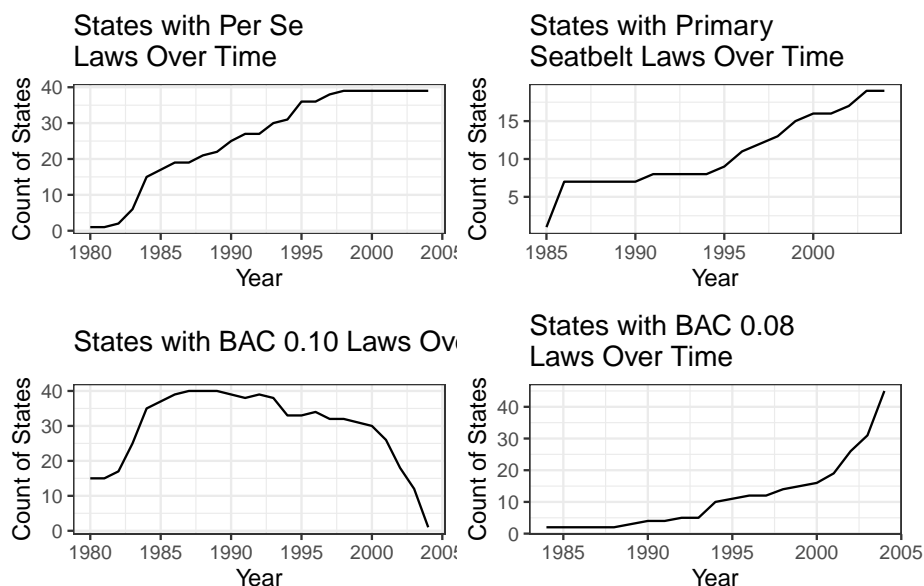 States with Per Se
Laws Over Time
Count of States
40
30
20
10
0
1980 1985 1990 1995 2000 2005
Year
States with Primary
Seatbelt Laws Over Time
Count of States
15
10
5
1985 1990 1995 2000
Year
States with BAC 0.10 Laws Ov
Count of States
40
30
20
10
0
1980 1985 1990 1995 2000 2005
Year
States with BAC 0.08
Laws Over Time
Count of States
40
30
20
10
0
1985 1990 1995 2000 2005
Year